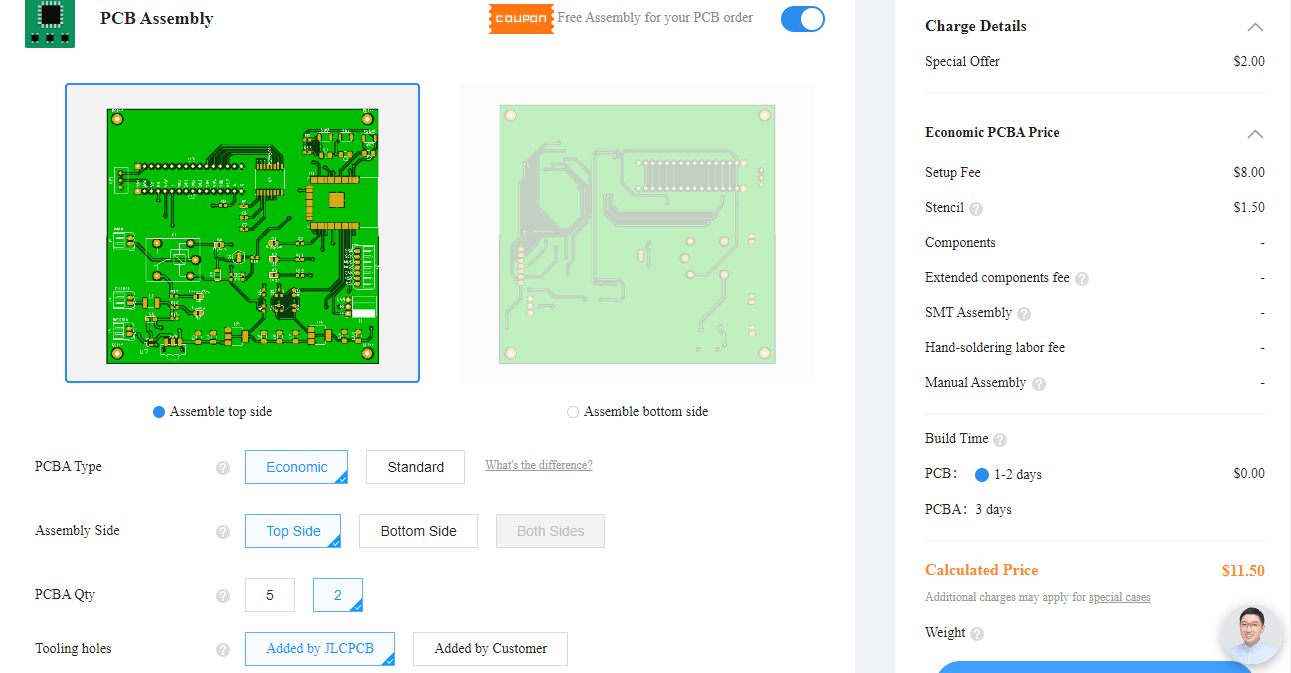 PCB Assembly
COUPON Free Assembly for your PCB order
Assemble top side
Assemble bottom side
PCBA Type ? Economic Standard What's the difference?
Assembly Side ? Top Side Bottom Side Both Sides
PCBA Qty ? 5 2
Tooling holes ? Added by JLCPCB Added by Customer
Charge Details
Special Offer $2.00
Economic PCBA Price
Setup Fee $8.00
Stencil ? $1.50
Components -
Extended components fee ? -
SMT Assembly ? -
Hand-soldering labor fee -
Manual Assembly ? -
Build Time ?
PCB: 1-2 days $0.00
PCBA: 3 days
Calculated Price $11.50
Additional charges may apply for special cases
Weight ?